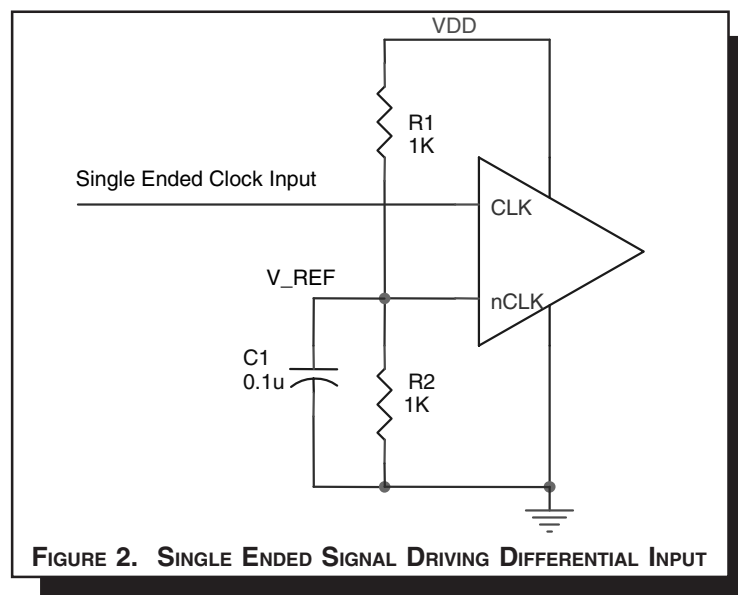 VDD
R1
1K
Single Ended Clock Input
CLK
V_REF
nCLK
C1
0.1u
R2
1K
FIGURE 2. SINGLE ENDED SIGNAL DRIVING DIFFERENTIAL INPUT